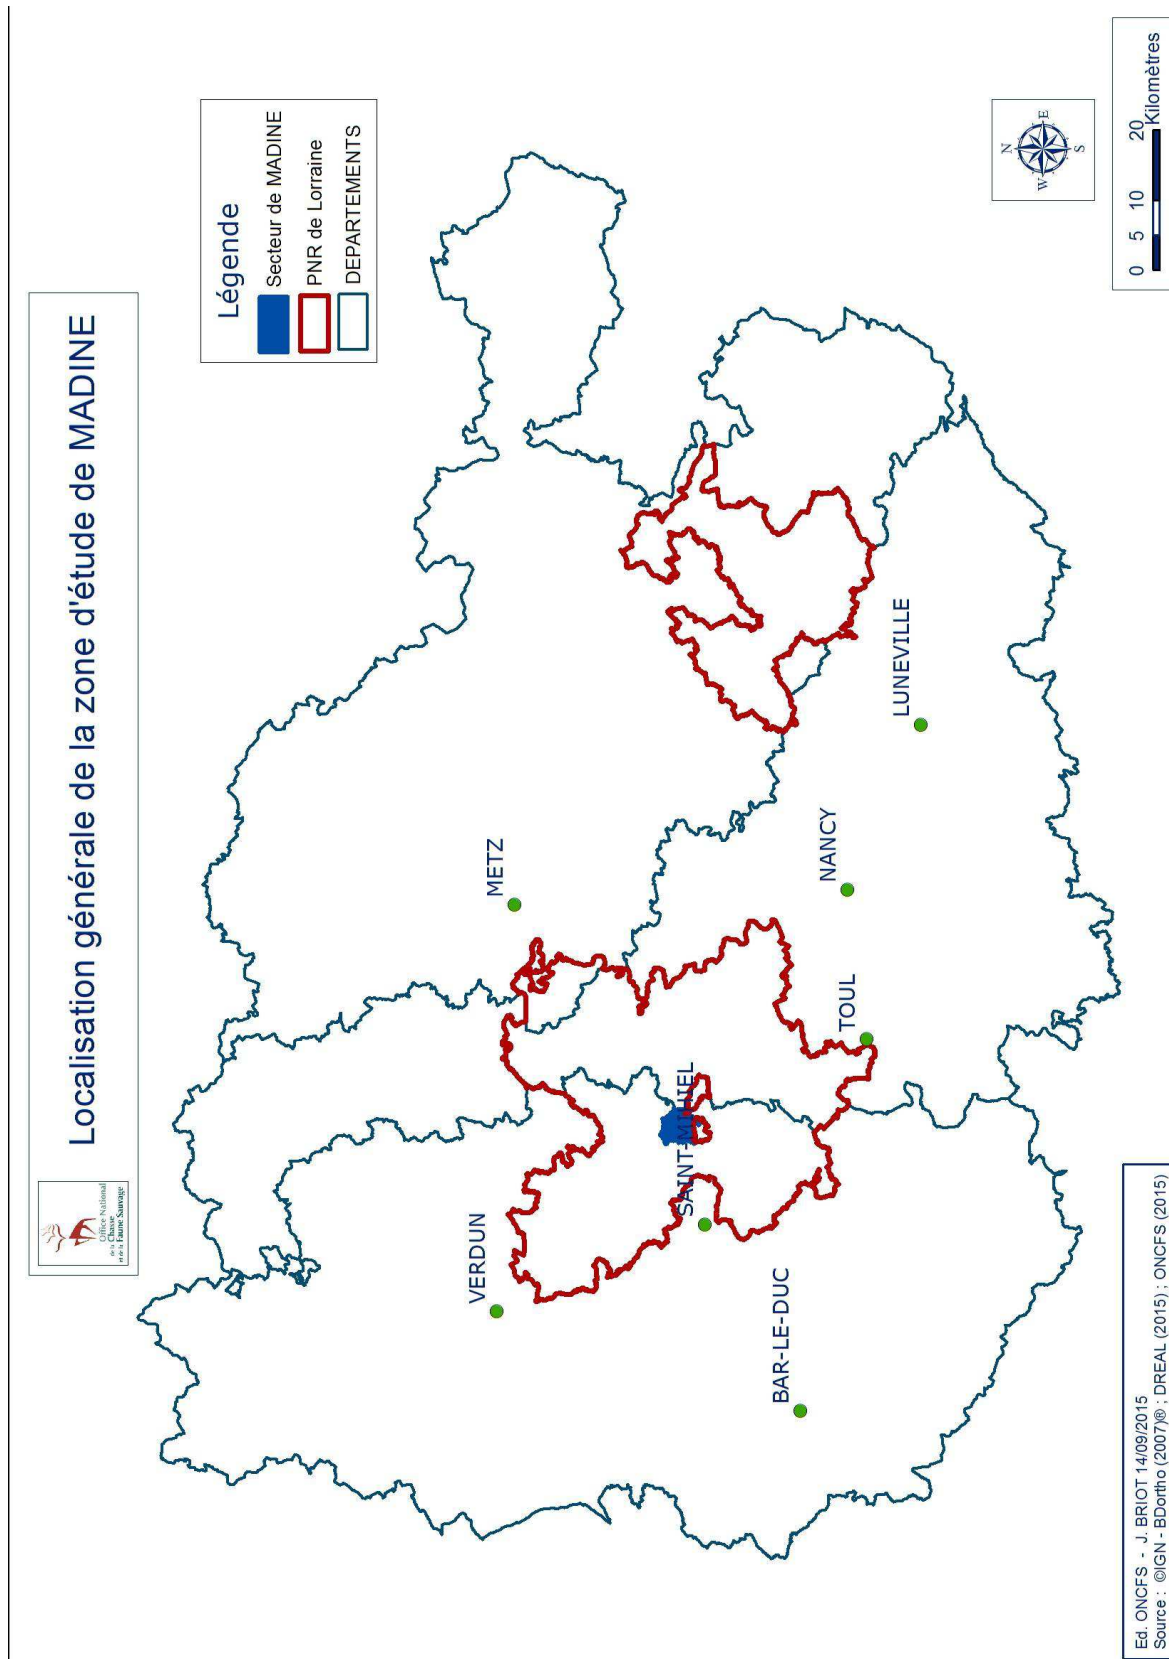 Localisation générale de la zone d'étude de MADINE
Office National
de la Chasse
et de la Faune Sauvage
Légende
Secteur de MADINE
PNR de Lorraine
DEPARTEMENTS
VERDUN
METZ
SAINT-MIHIEL
BAR-LE-DUC
TOUL
NANCY
LUNEVILLE
N
W
E
S
0 5 10 20
Kilomètres
Ed. ONCFS - J. BRIOT 14/09/2015
Source : ©IGN - BDortho (2007)® ; DREAL (2015) ; ONCFS (2015)